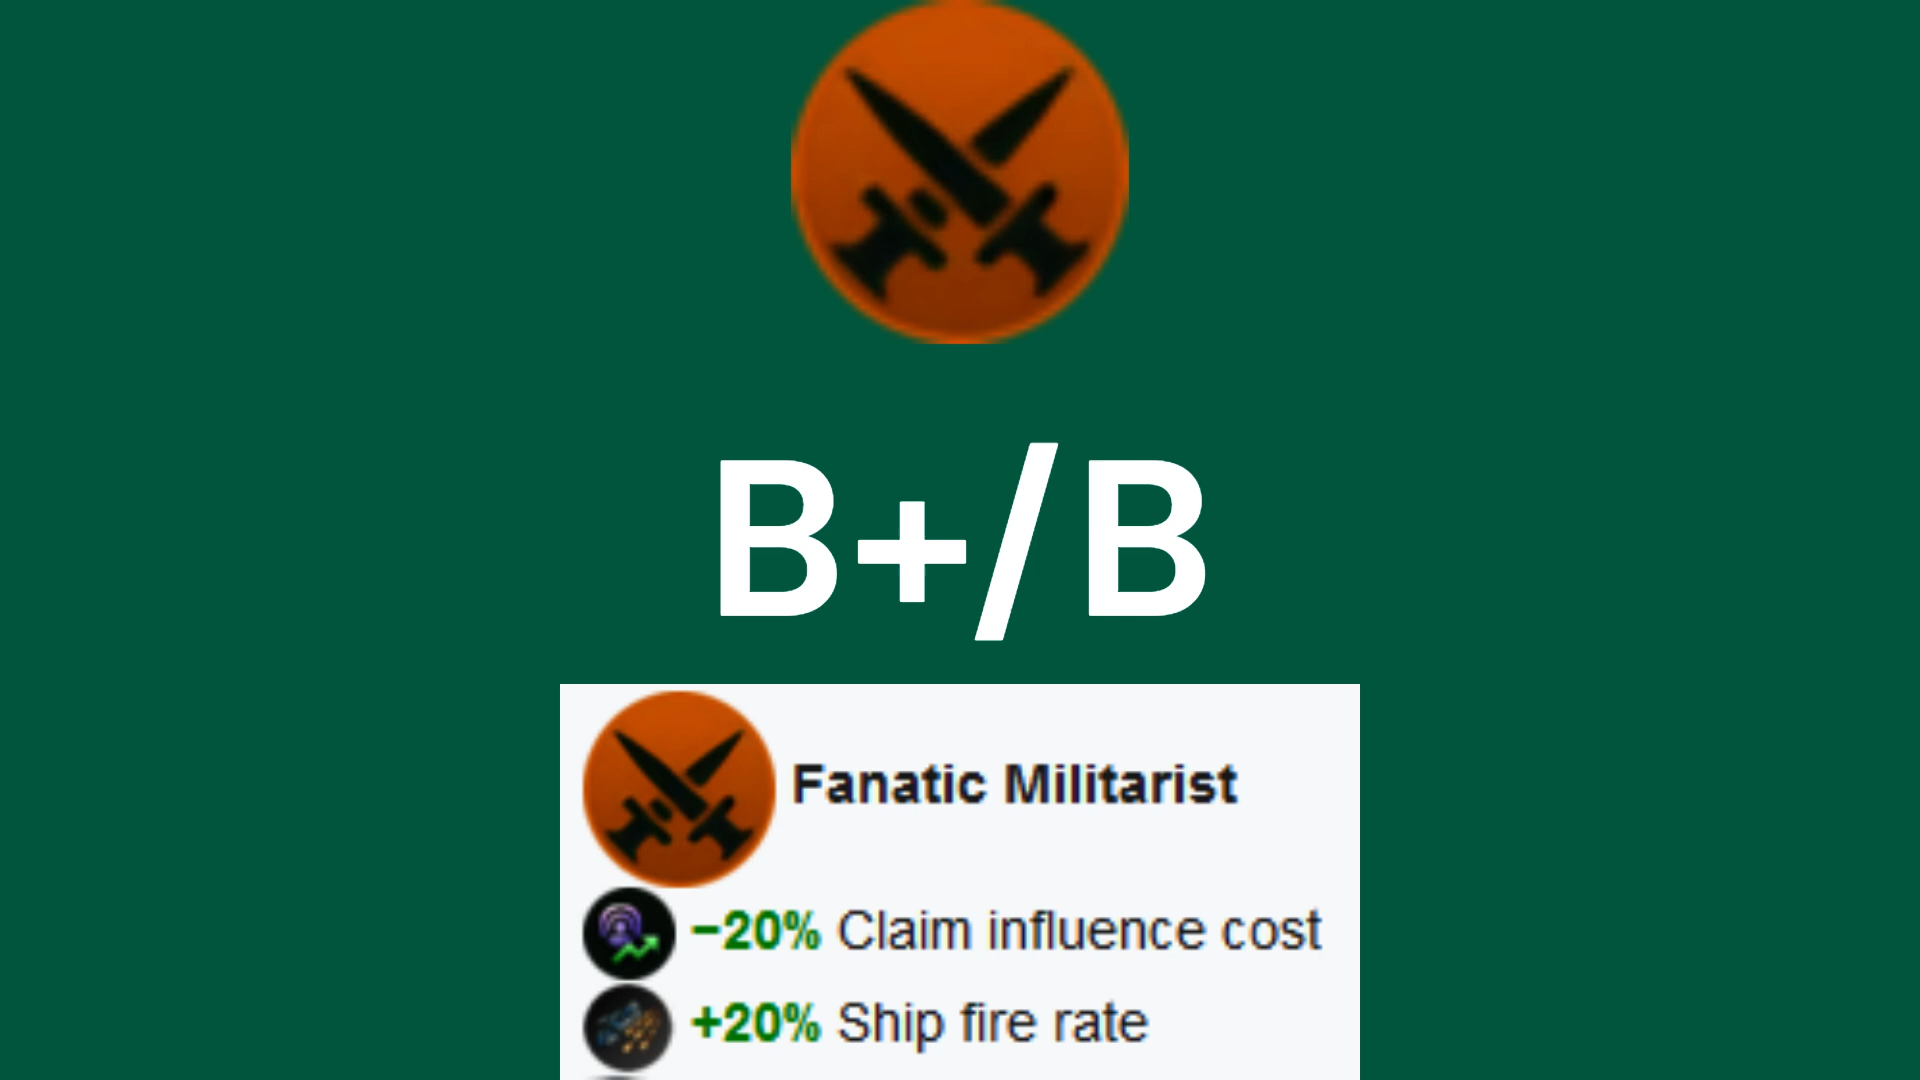 B+/B
Fanatic Militarist
−20% Claim influence cost
+20% Ship fire rate